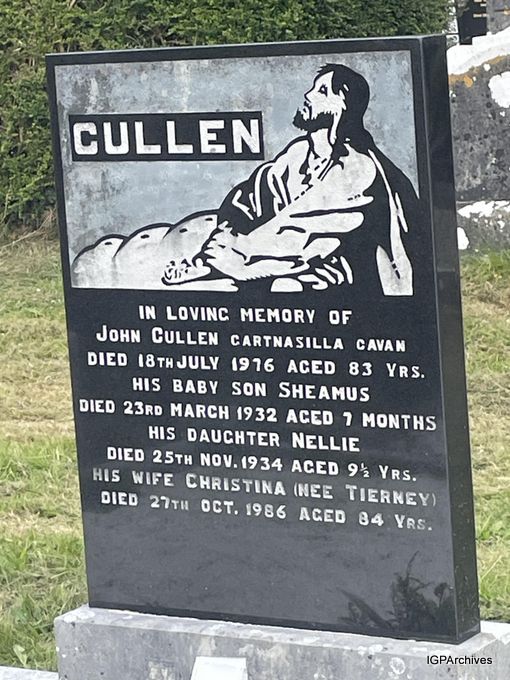 CULLEN
IN LOVING MEMORY OF
JOHN CULLEN CARTNASILLA CAVAN
DIED 18TH JULY 1976 AGED 83 YRS.
HIS BABY SON SHEAMUS
DIED 23RD MARCH 1932 AGED 7 MONTHS
HIS DAUGHTER NELLIE
DIED 25TH NOV. 1934 AGED 9½ YRS.
HIS WIFE CHRISTINA (NEE TIERNEY)
DIED 27TH OCT. 1986 AGED 84 YRS.
IGPArchives